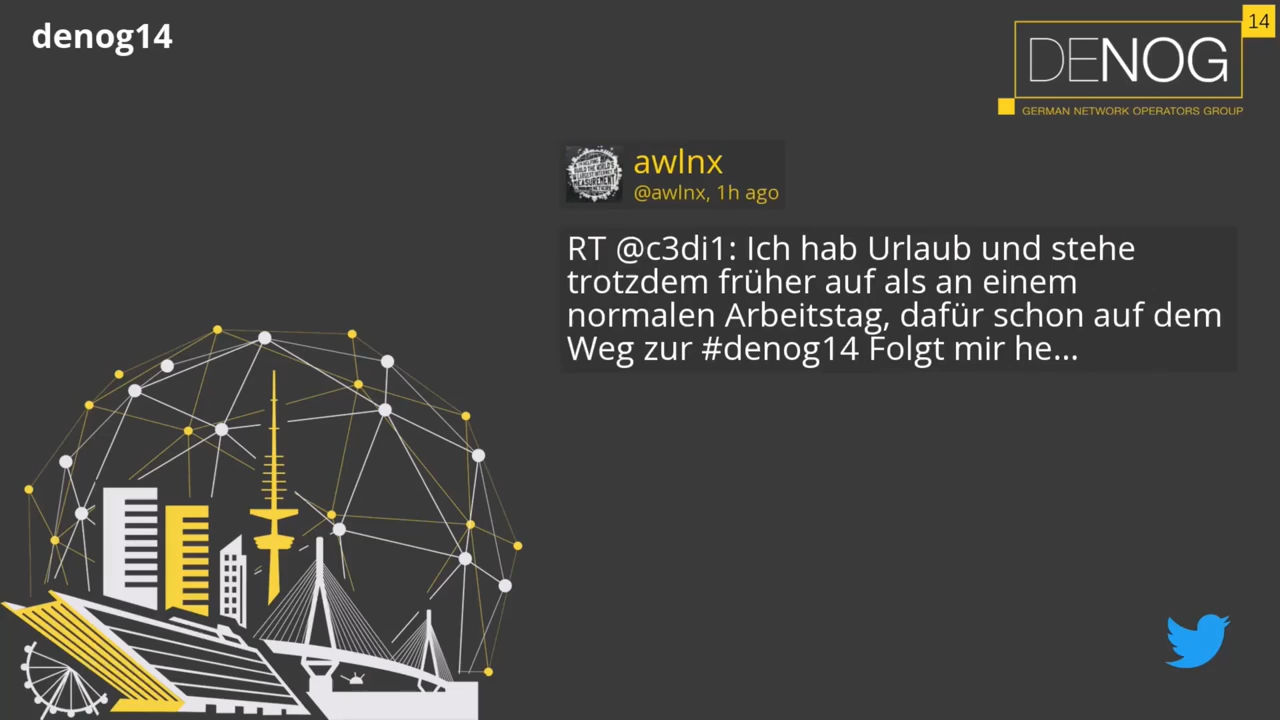 denog14
14
DENOG
GERMAN NETWORK OPERATORS GROUP
awlnx
@awlnx, 1h ago
RT @c3di1: Ich hab Urlaub und stehe
trotzdem früher auf als an einem
normalen Arbeitstag, dafür schon auf dem
Weg zur #denog14 Folgt mir he…